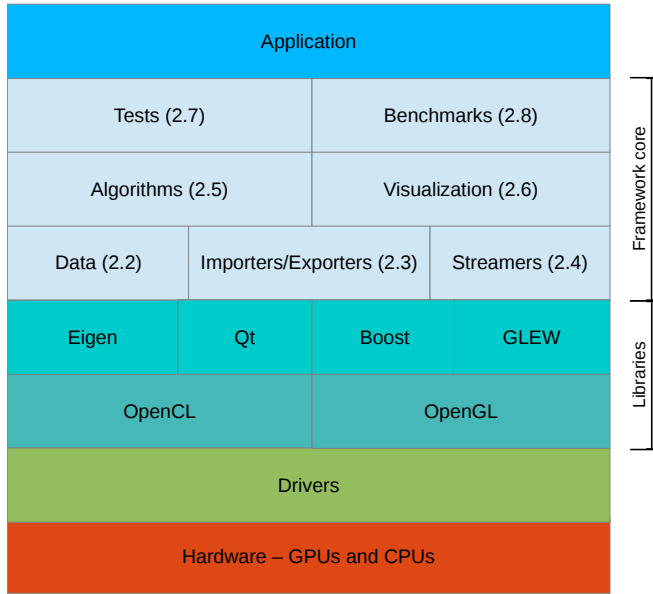 Application
Tests (2.7)
Benchmarks (2.8)
Algorithms (2.5)
Visualization (2.6)
Data (2.2)
Importers/Exporters (2.3)
Streamers (2.4)
Framework core
Eigen
Qt
Boost
GLEW
OpenCL
OpenGL
Libraries
Drivers
Hardware – GPUs and CPUs